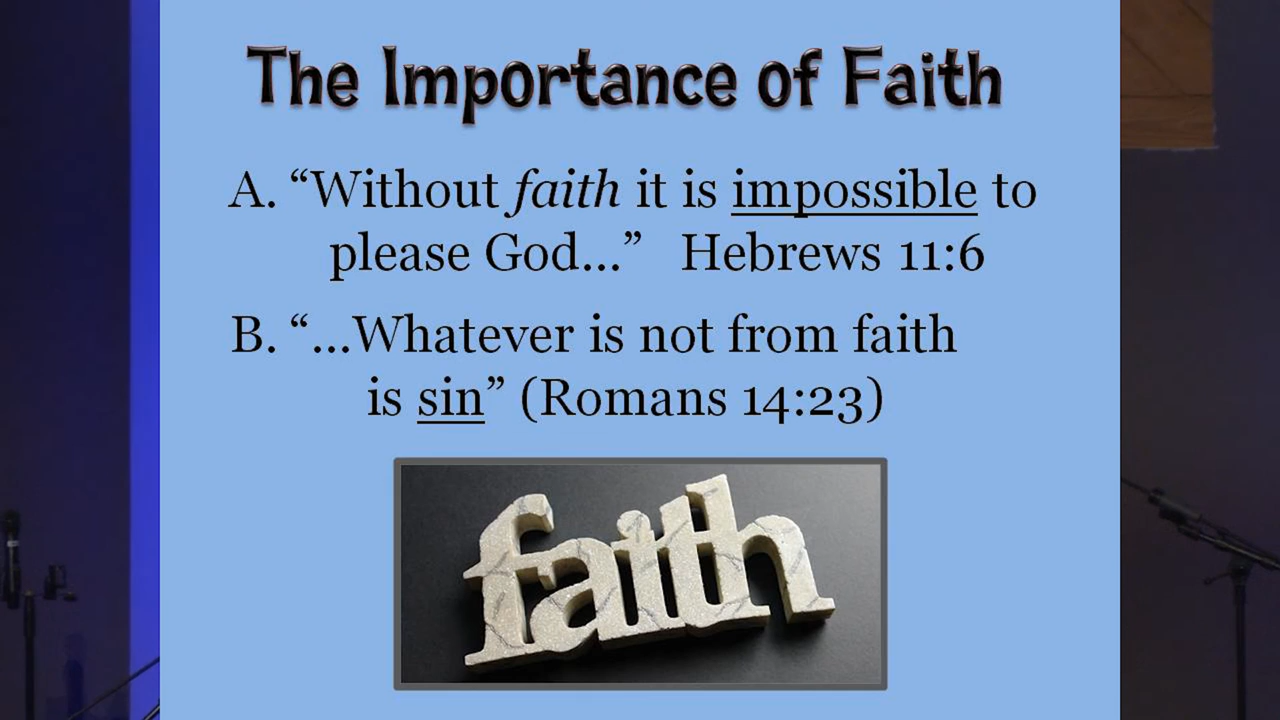 The Importance of Faith
A. “Without faith it is impossible to
please God...” Hebrews 11:6
B. “...Whatever is not from faith
is sin” (Romans 14:23)
faith